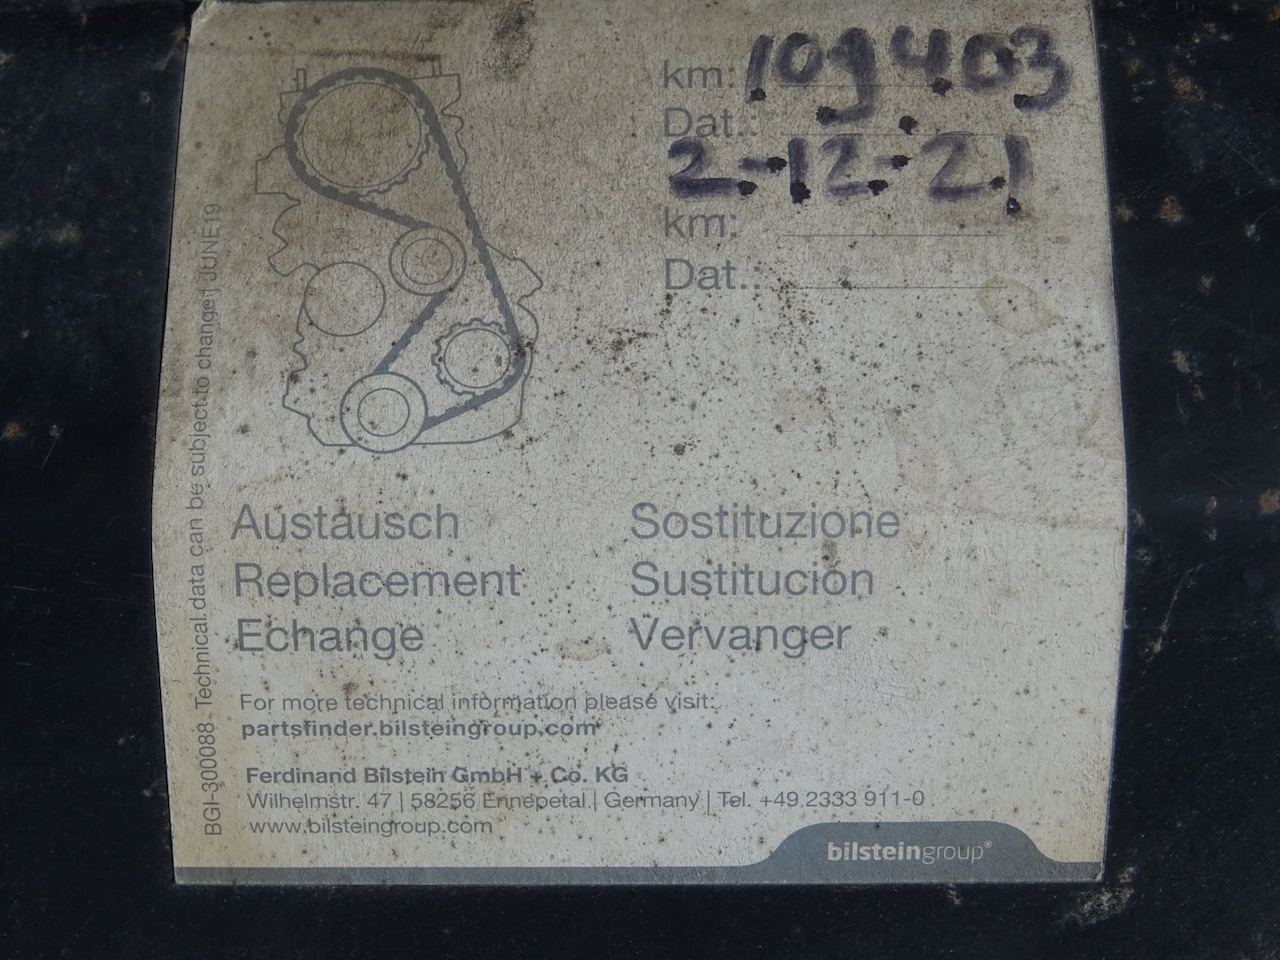 km: 109403
Dat.:
2-12-21
km:
Dat.:
BGI-300088 Technical data can be subject to change! JUNE'19
Austausch
Replacement
Echange
Sostituzione
Sustitución
Vervanger
For more technical information please visit:
partsfinder.bilsteingroup.com
Ferdinand Bilstein GmbH + Co. KG
Wilhelmstr. 47 | 58256 Ennepetal | Germany | Tel. +49 2333 911-0
www.bilsteingroup.com
bilsteingroup®